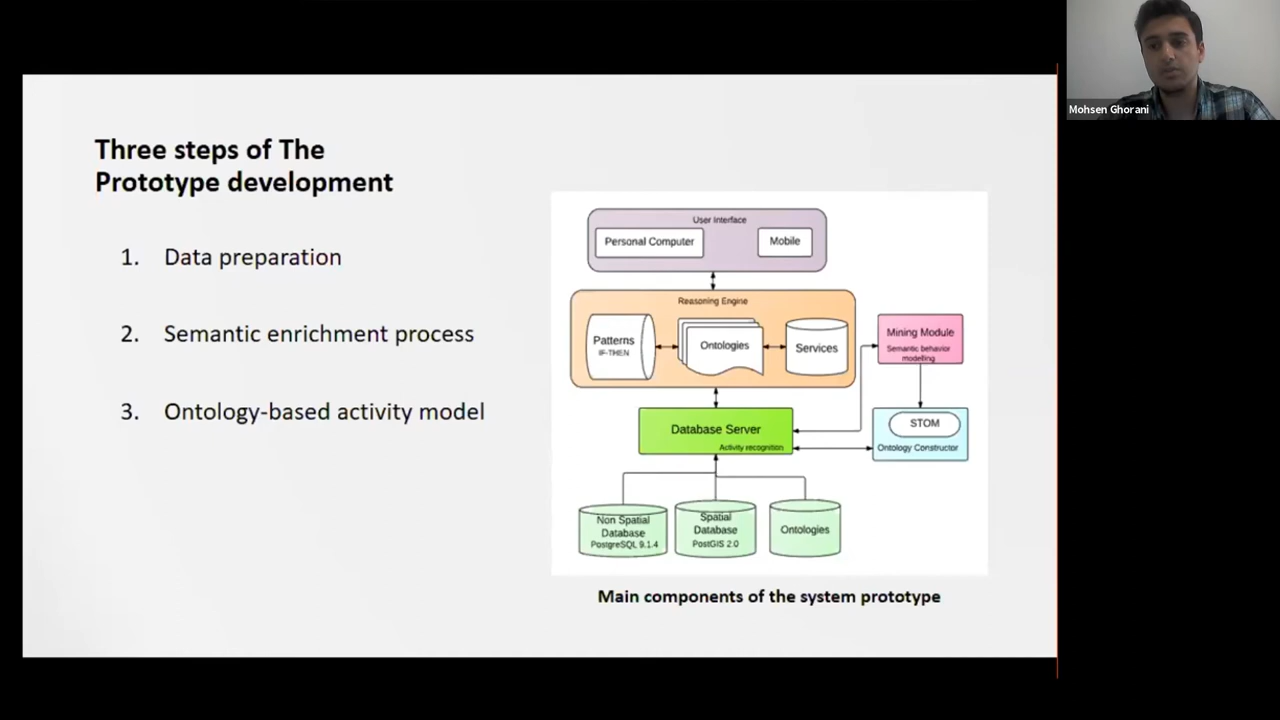 Three steps of The
Prototype development
1. Data preparation
2. Semantic enrichment process
3. Ontology-based activity model
User Interface
Personal Computer
Mobile
Reasoning Engine
Patterns
IF-THEN
Ontologies
Services
Mining Module
Semantic behavior
modelling
Database Server
Activity recognition
STOM
Ontology Constructor
Non Spatial
Database
PostgreSQL 9.1.4
Spatial
Database
PostGIS 2.0
Ontologies
Main components of the system prototype
Mohsen Ghorani